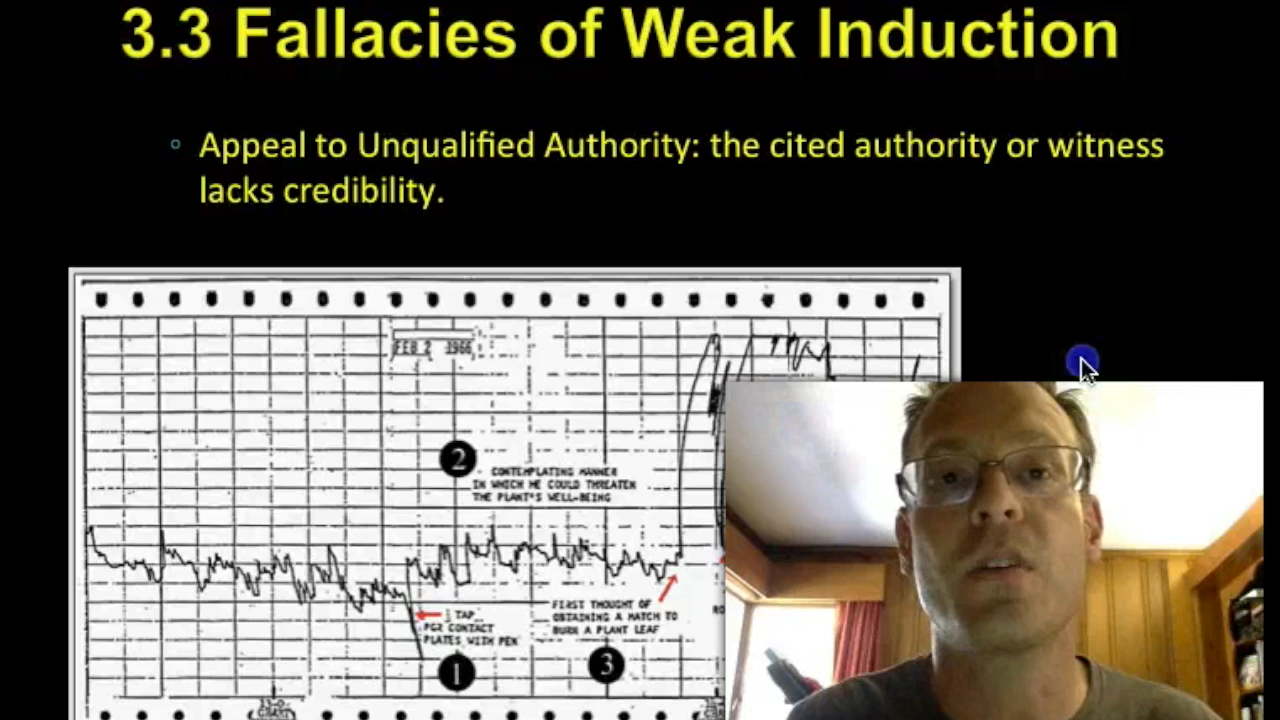 3.3 Fallacies of Weak Induction
Appeal to Unqualified Authority: the cited authority or witness
lacks credibility.
FEB 2 1966
2
CONTEMPLATING MANNER
IN WHICH HE COULD THREATEN
THE PLANT'S WELL-BEING
FIRST THOUGHT OF
OBTAINING A MATCH TO
BURN A PLANT LEAF
TAP
PGR CONTACT
PLATES WITH PEN
1
3